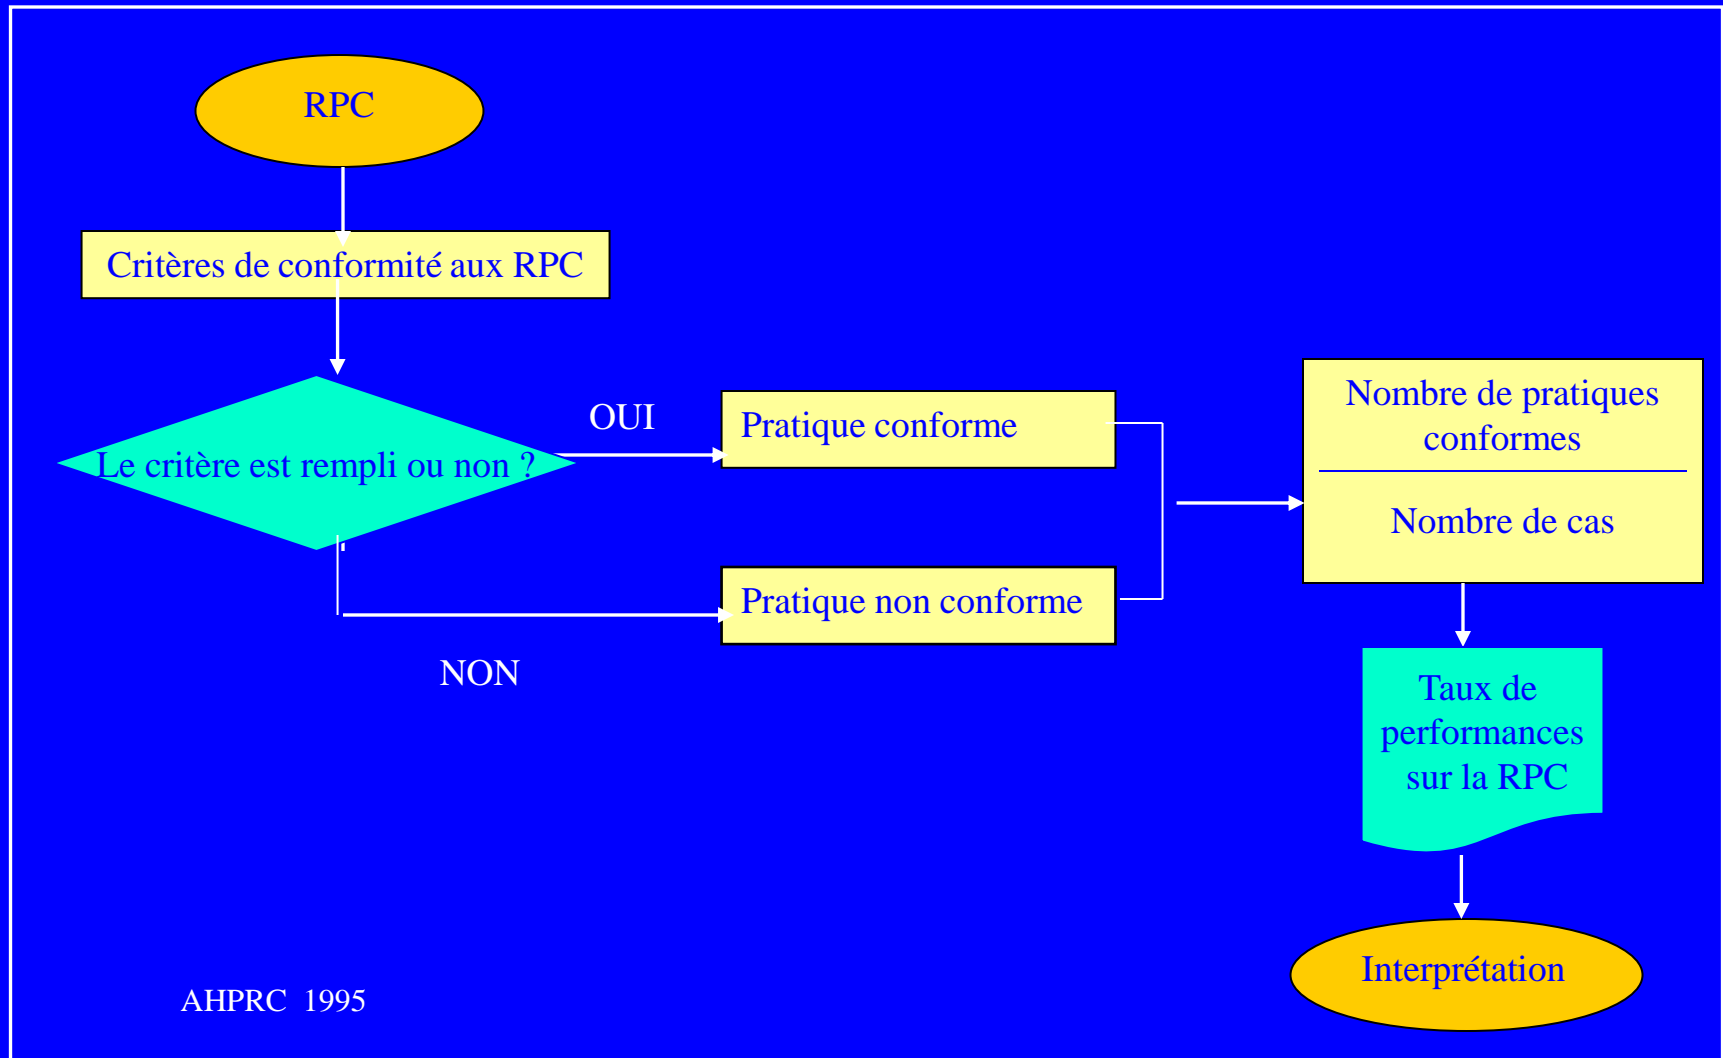 RPC
Critères de conformité aux RPC
Le critère est rempli ou non ?
OUI
Pratique conforme
NON
Pratique non conforme
Nombre de pratiques
conformes
Nombre de cas
Taux de
performances
sur la RPC
Interprétation
AHPRC 1995